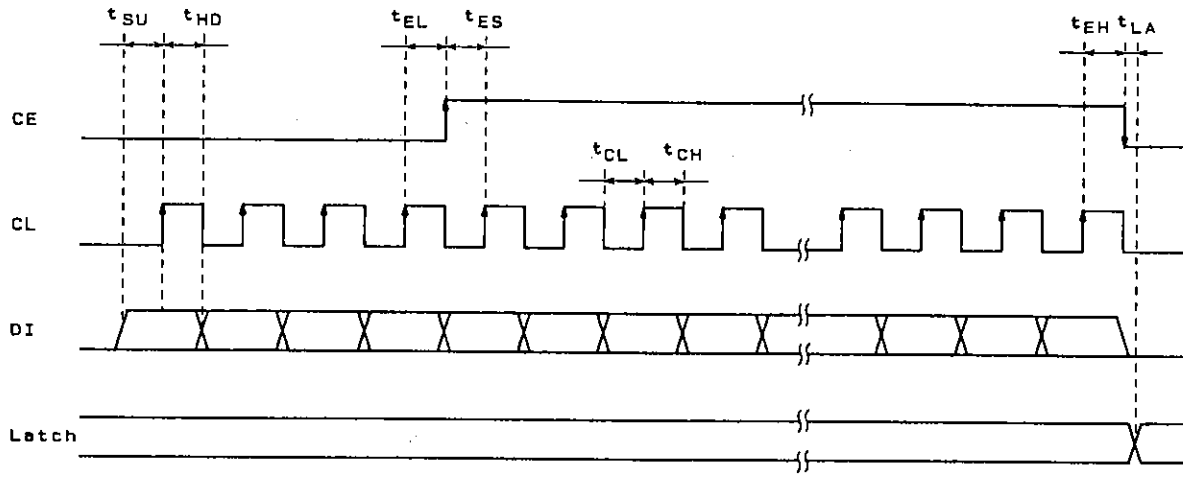 tSU tHD tEL tES tEH tLA
CE
tCL tCH
CL
DI
Latch